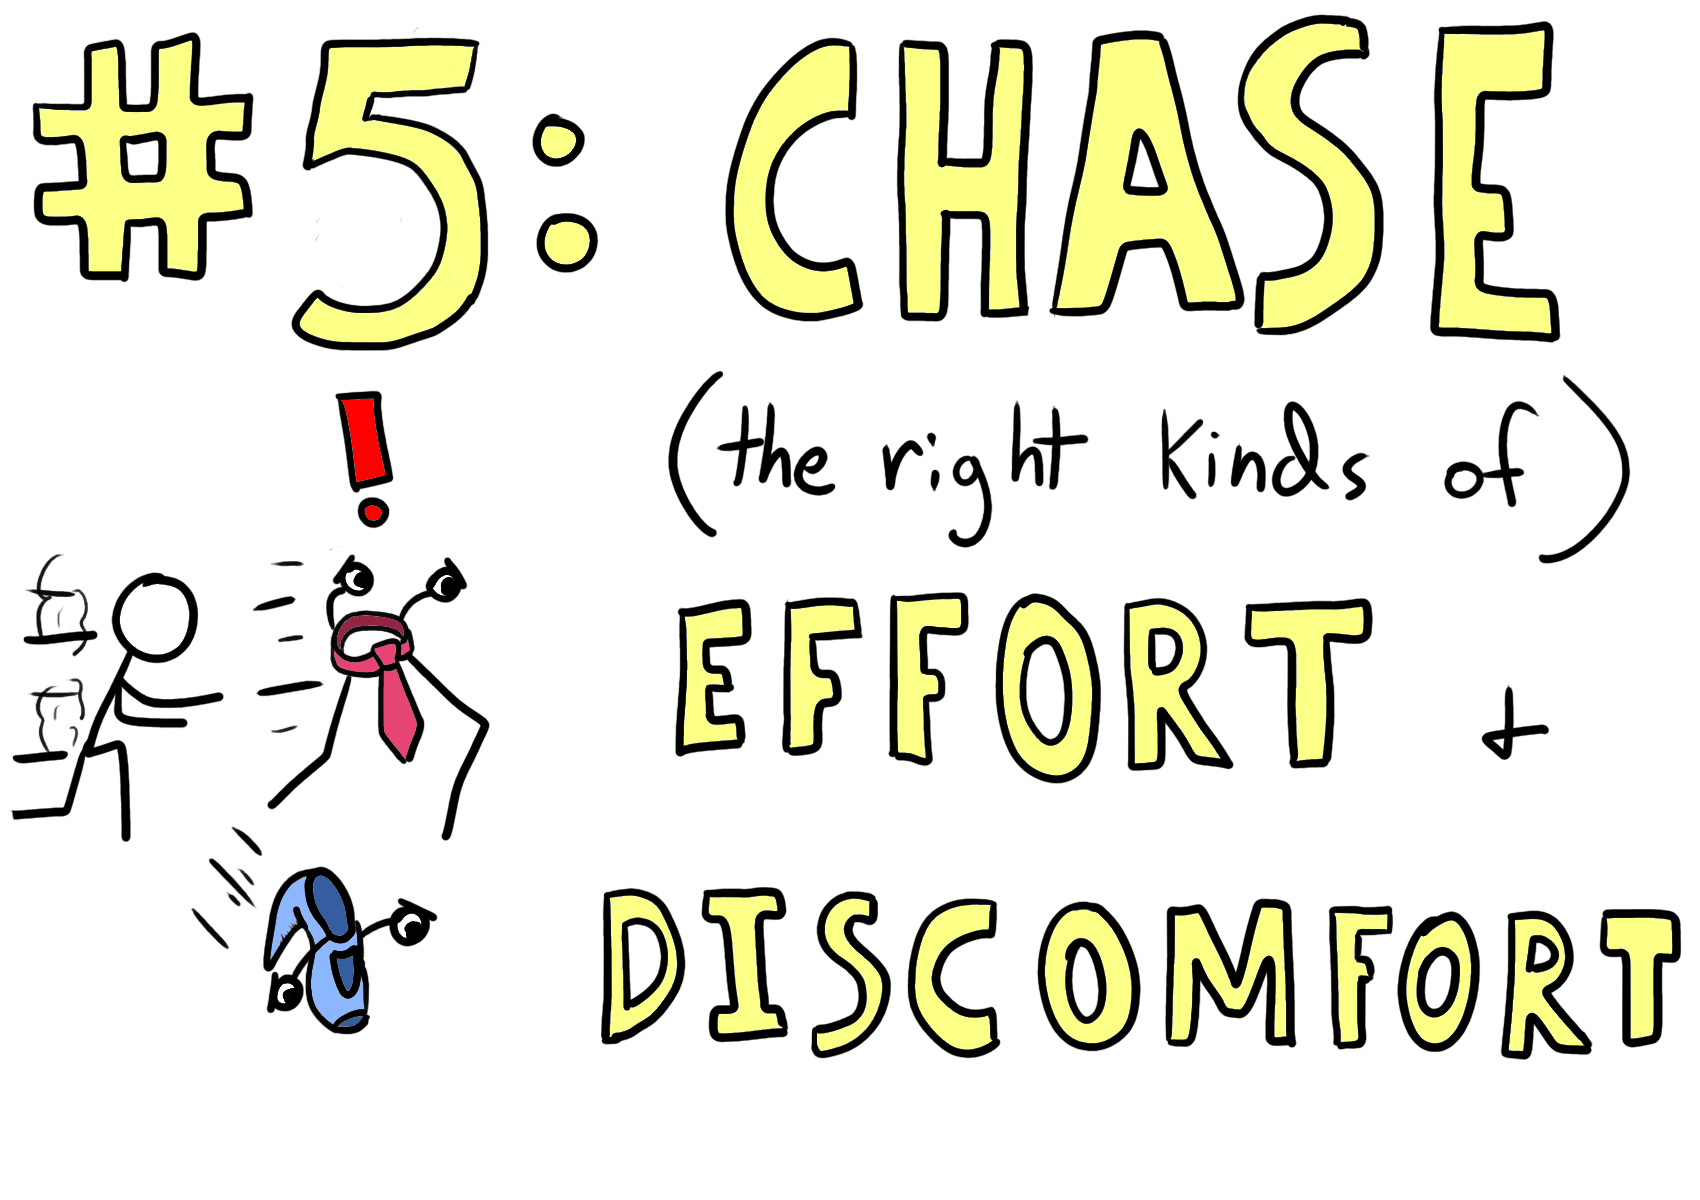 #5: CHASE
(the right kinds of)
EFFORT +
DISCOMFORT
!